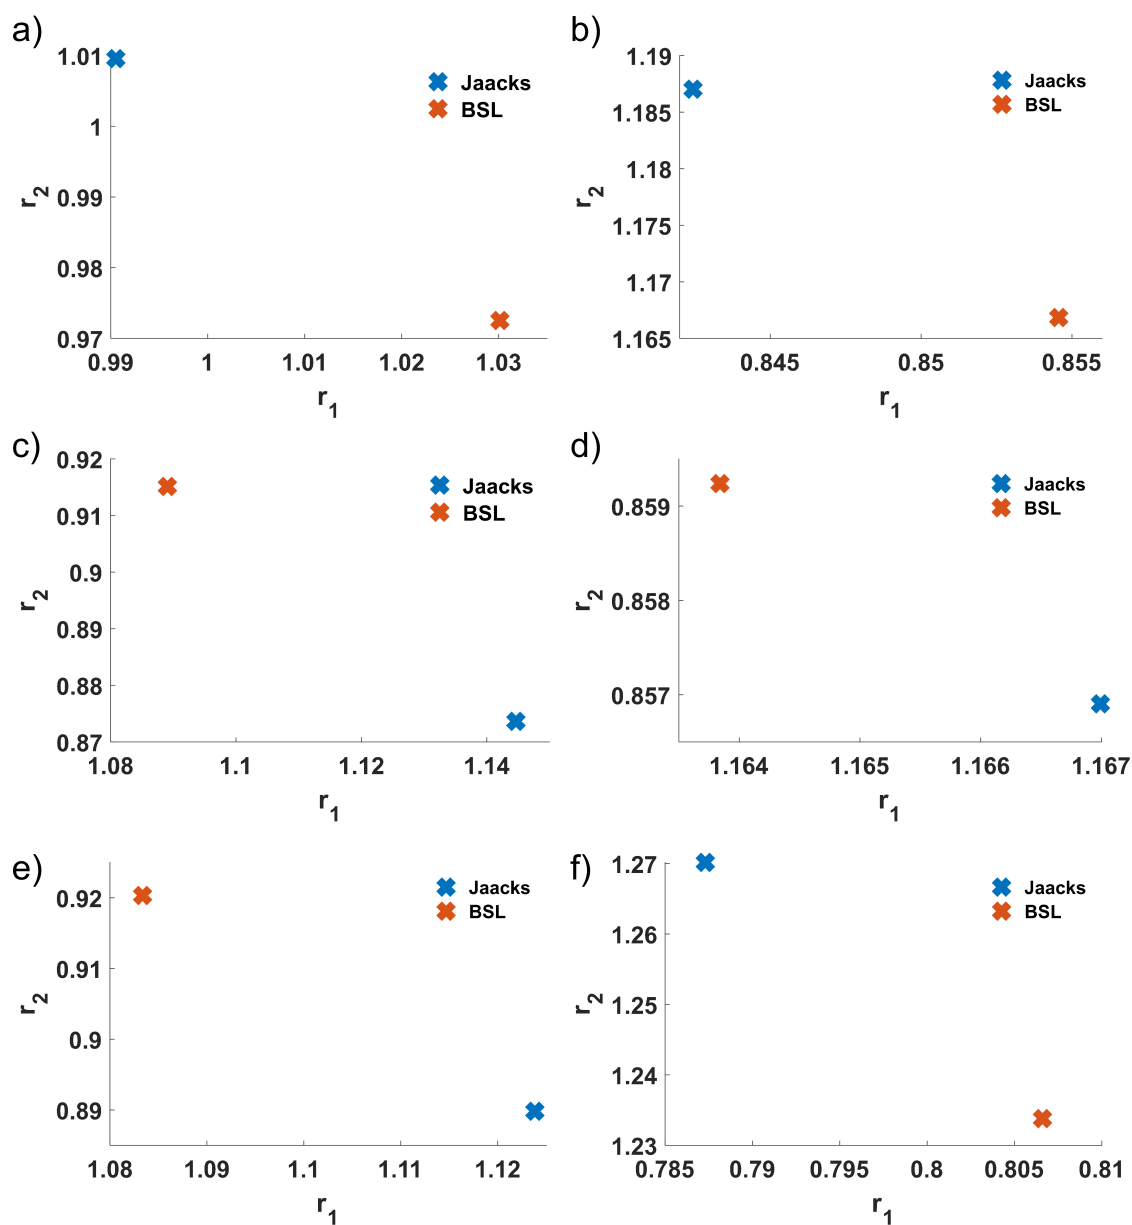 a)
1.01
1
0.99
0.98
0.97
r2
0.99 1 1.01 1.02 1.03
r1
Jaacks
BSL
b)
1.19
1.185
1.18
1.175
1.17
1.165
r2
0.845 0.85 0.855
r1
Jaacks
BSL
c)
0.92
0.91
0.9
0.89
0.88
0.87
r2
1.08 1.1 1.12 1.14
r1
Jaacks
BSL
d)
0.859
0.858
0.857
r2
1.164 1.165 1.166 1.167
r1
Jaacks
BSL
e)
0.92
0.91
0.9
0.89
r2
1.08 1.09 1.1 1.11 1.12
r1
Jaacks
BSL
f)
1.27
1.26
1.25
1.24
1.23
r2
0.785 0.79 0.795 0.8 0.805 0.81
r1
Jaacks
BSL